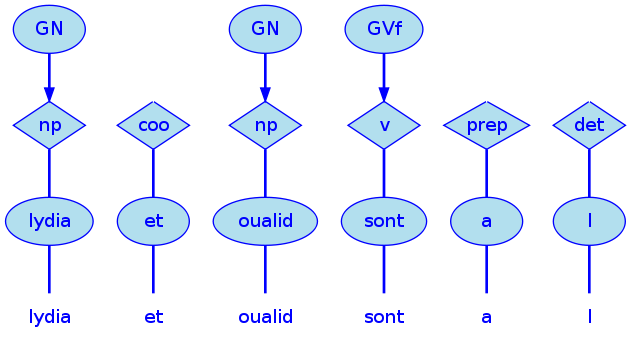 GN GN GVf
np coo np v prep det
lydia et oualid sont a l
lydia et oualid sont a l